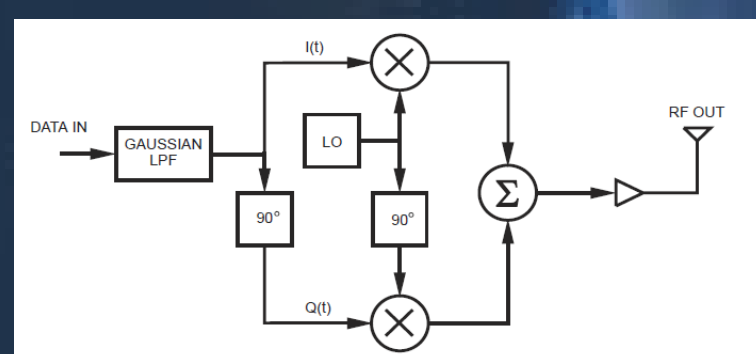 I(t)
DATA IN
GAUSSIAN
LPF
LO
RF OUT
90°
90°
Σ
Q(t)